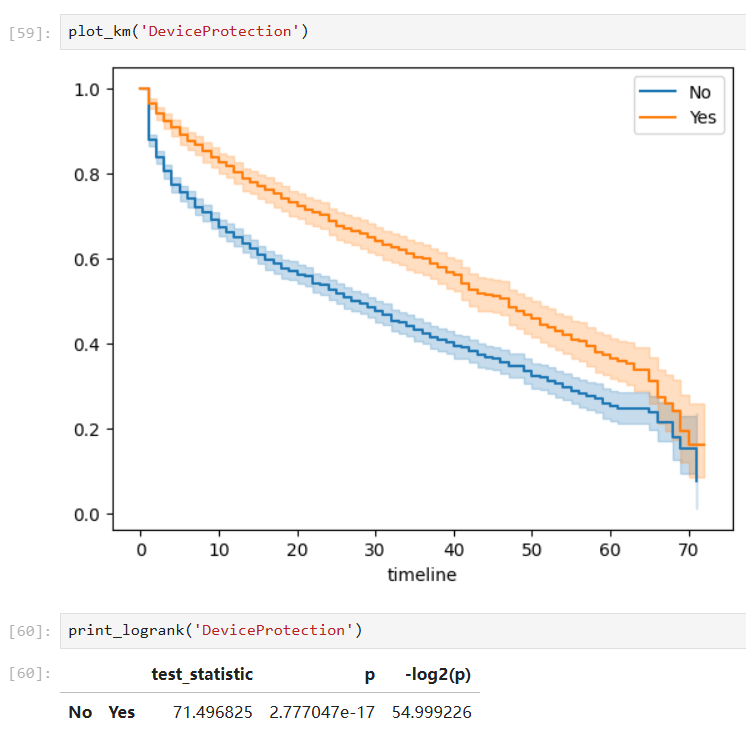 [59]: plot_km('DeviceProtection')
1.0
0.8
0.6
0.4
0.2
0.0
No
Yes
0 10 20 30 40 50 60 70
timeline
[60]: print_logrank('DeviceProtection')
[60]: test_statistic p -log2(p)
No Yes 71.496825 2.777047e-17 54.999226